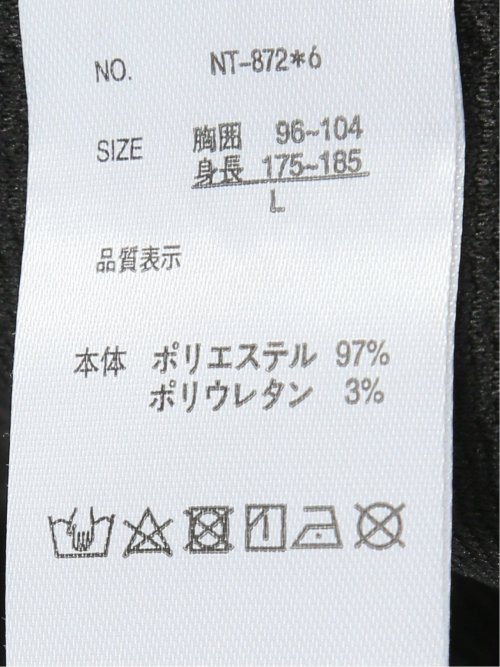 NO. NT-872*6
SIZE 胸囲 96~104
身長 175~185
L
品質表示
本体 ポリエステル 97%
ポリウレタン 3%